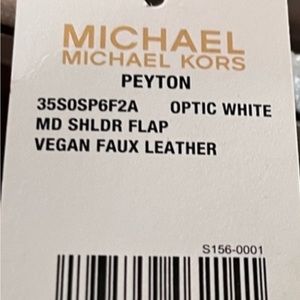 MICHAEL
MICHAEL KORS
PEYTON
35S0SP6F2A OPTIC WHITE
MD SHLDR FLAP
VEGAN FAUX LEATHER
S156-0001